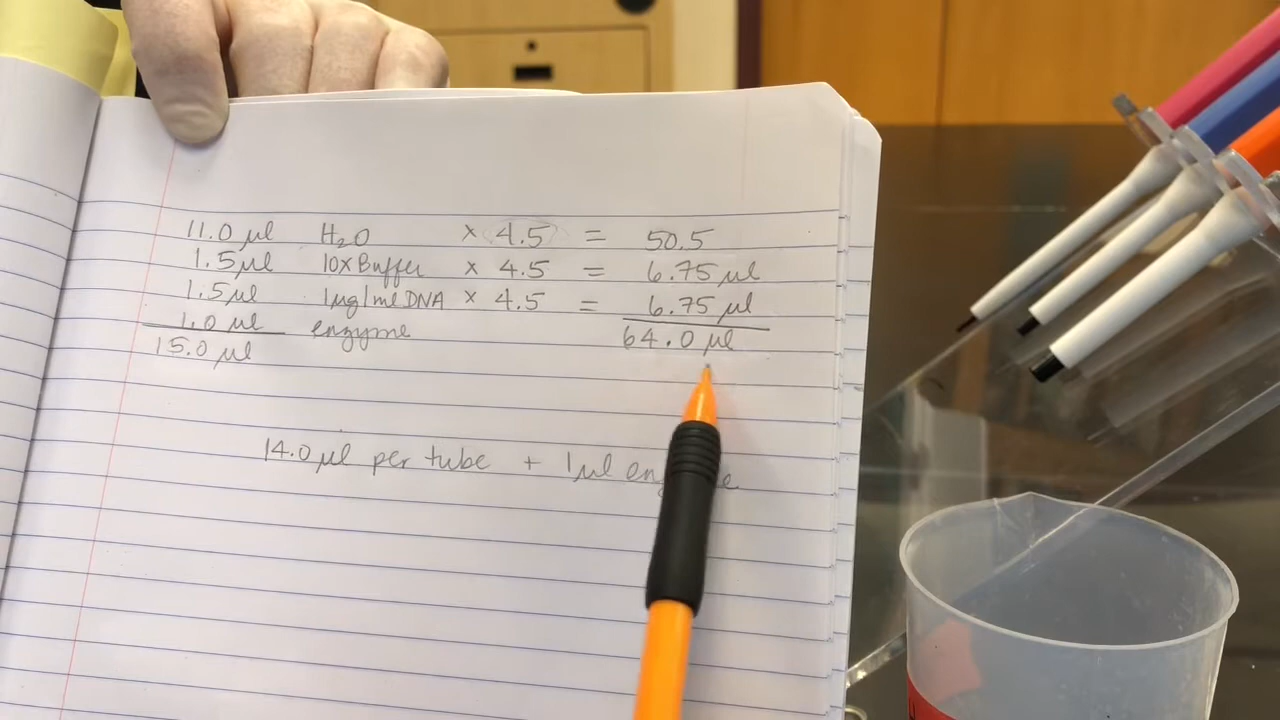 11.0 µl H₂O × 4.5 = 50.5
1.5 µl 10x Buffer × 4.5 = 6.75 µl
1.5 µl 1µg/ml DNA × 4.5 = 6.75 µl
1.0 µl enzyme
15.0 µl 64.0 µl
14.0 µl per tube + 1 µl